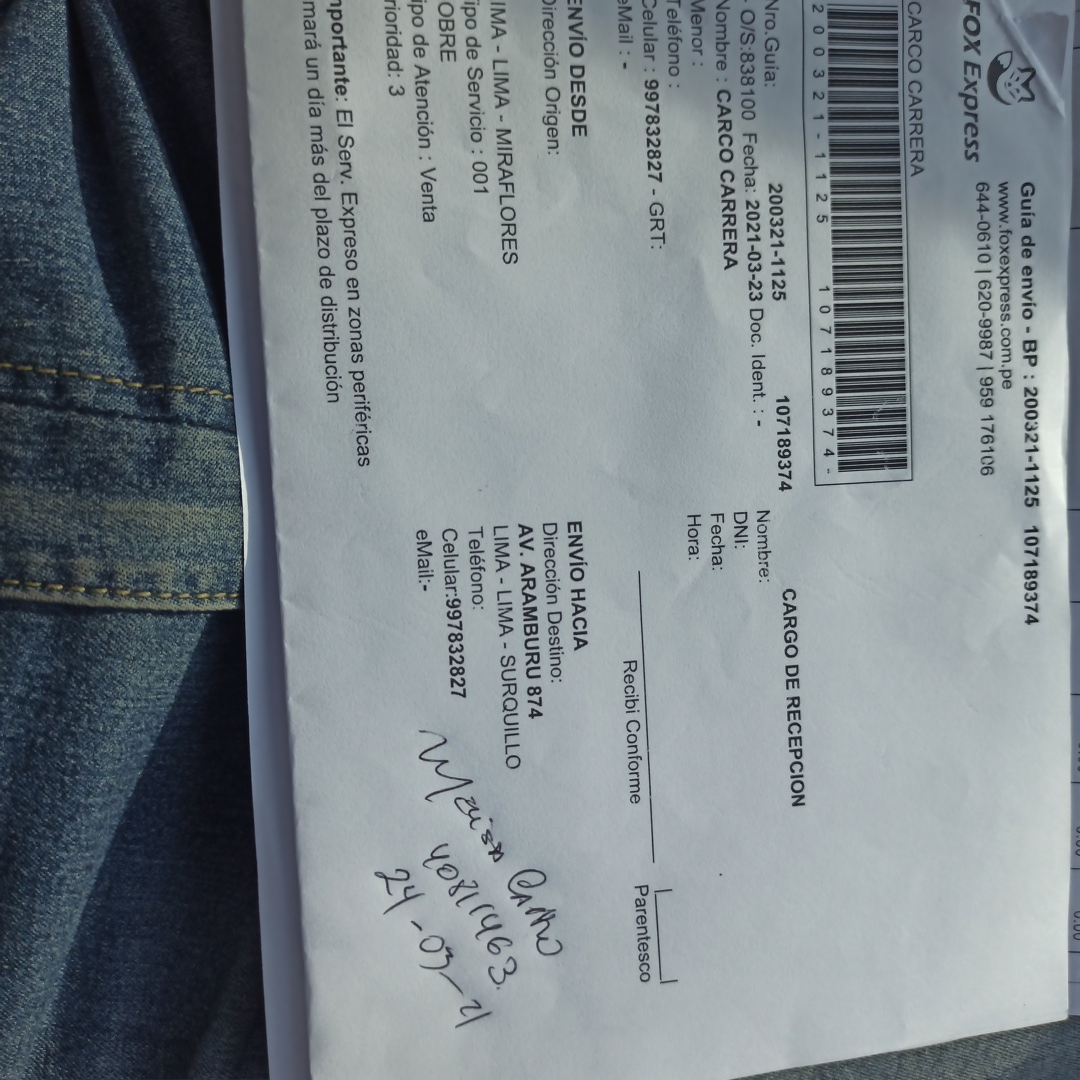 FOX Express
Guía de envío - BP : 200321-1125 107189374
www.foxexpress.com.pe
644-0610 | 620-9987 | 959 176106
CARCO CARRERA
200321-1125 107189374-
Nro.Guia: 200321-1125 107189374
- O/S:838100 Fecha: 2021-03-23 Doc. Ident. : -
Nombre : CARCO CARRERA
Menor :
Teléfono :
Celular : 997832827 - GRT:
eMail : -
CARGO DE RECEPCION
Nombre:
DNI:
Fecha:
Hora:
Recibi Conforme
Parentesco
ENVÍO DESDE
Dirección Origen:
IMA - LIMA - MIRAFLORES
ipo de Servicio : 001
OBRE
ipo de Atención : Venta
rioridad: 3
ENVÍO HACIA
Dirección Destino:
AV. ARAMBURU 874
LIMA - LIMA - SURQUILLO
Teléfono:
Celular:997832827
eMail:-
mportante: El Serv. Expreso en zonas periféricas
mará un día más del plazo de distribución
40811463.
24-03-21